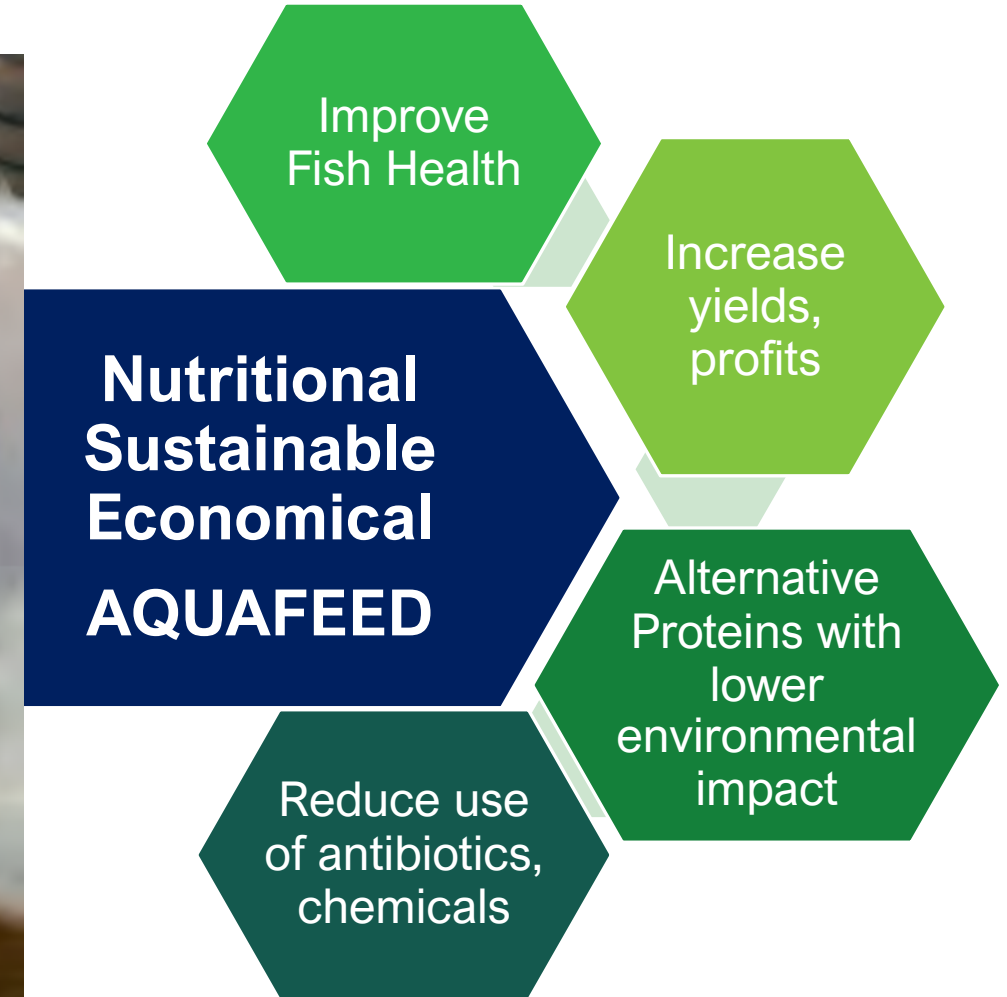 Improve
Fish Health
Increase
yields,
profits
Nutritional
Sustainable
Economical
AQUAFEED
Alternative
Proteins with
lower
environmental
impact
Reduce use
of antibiotics,
chemicals